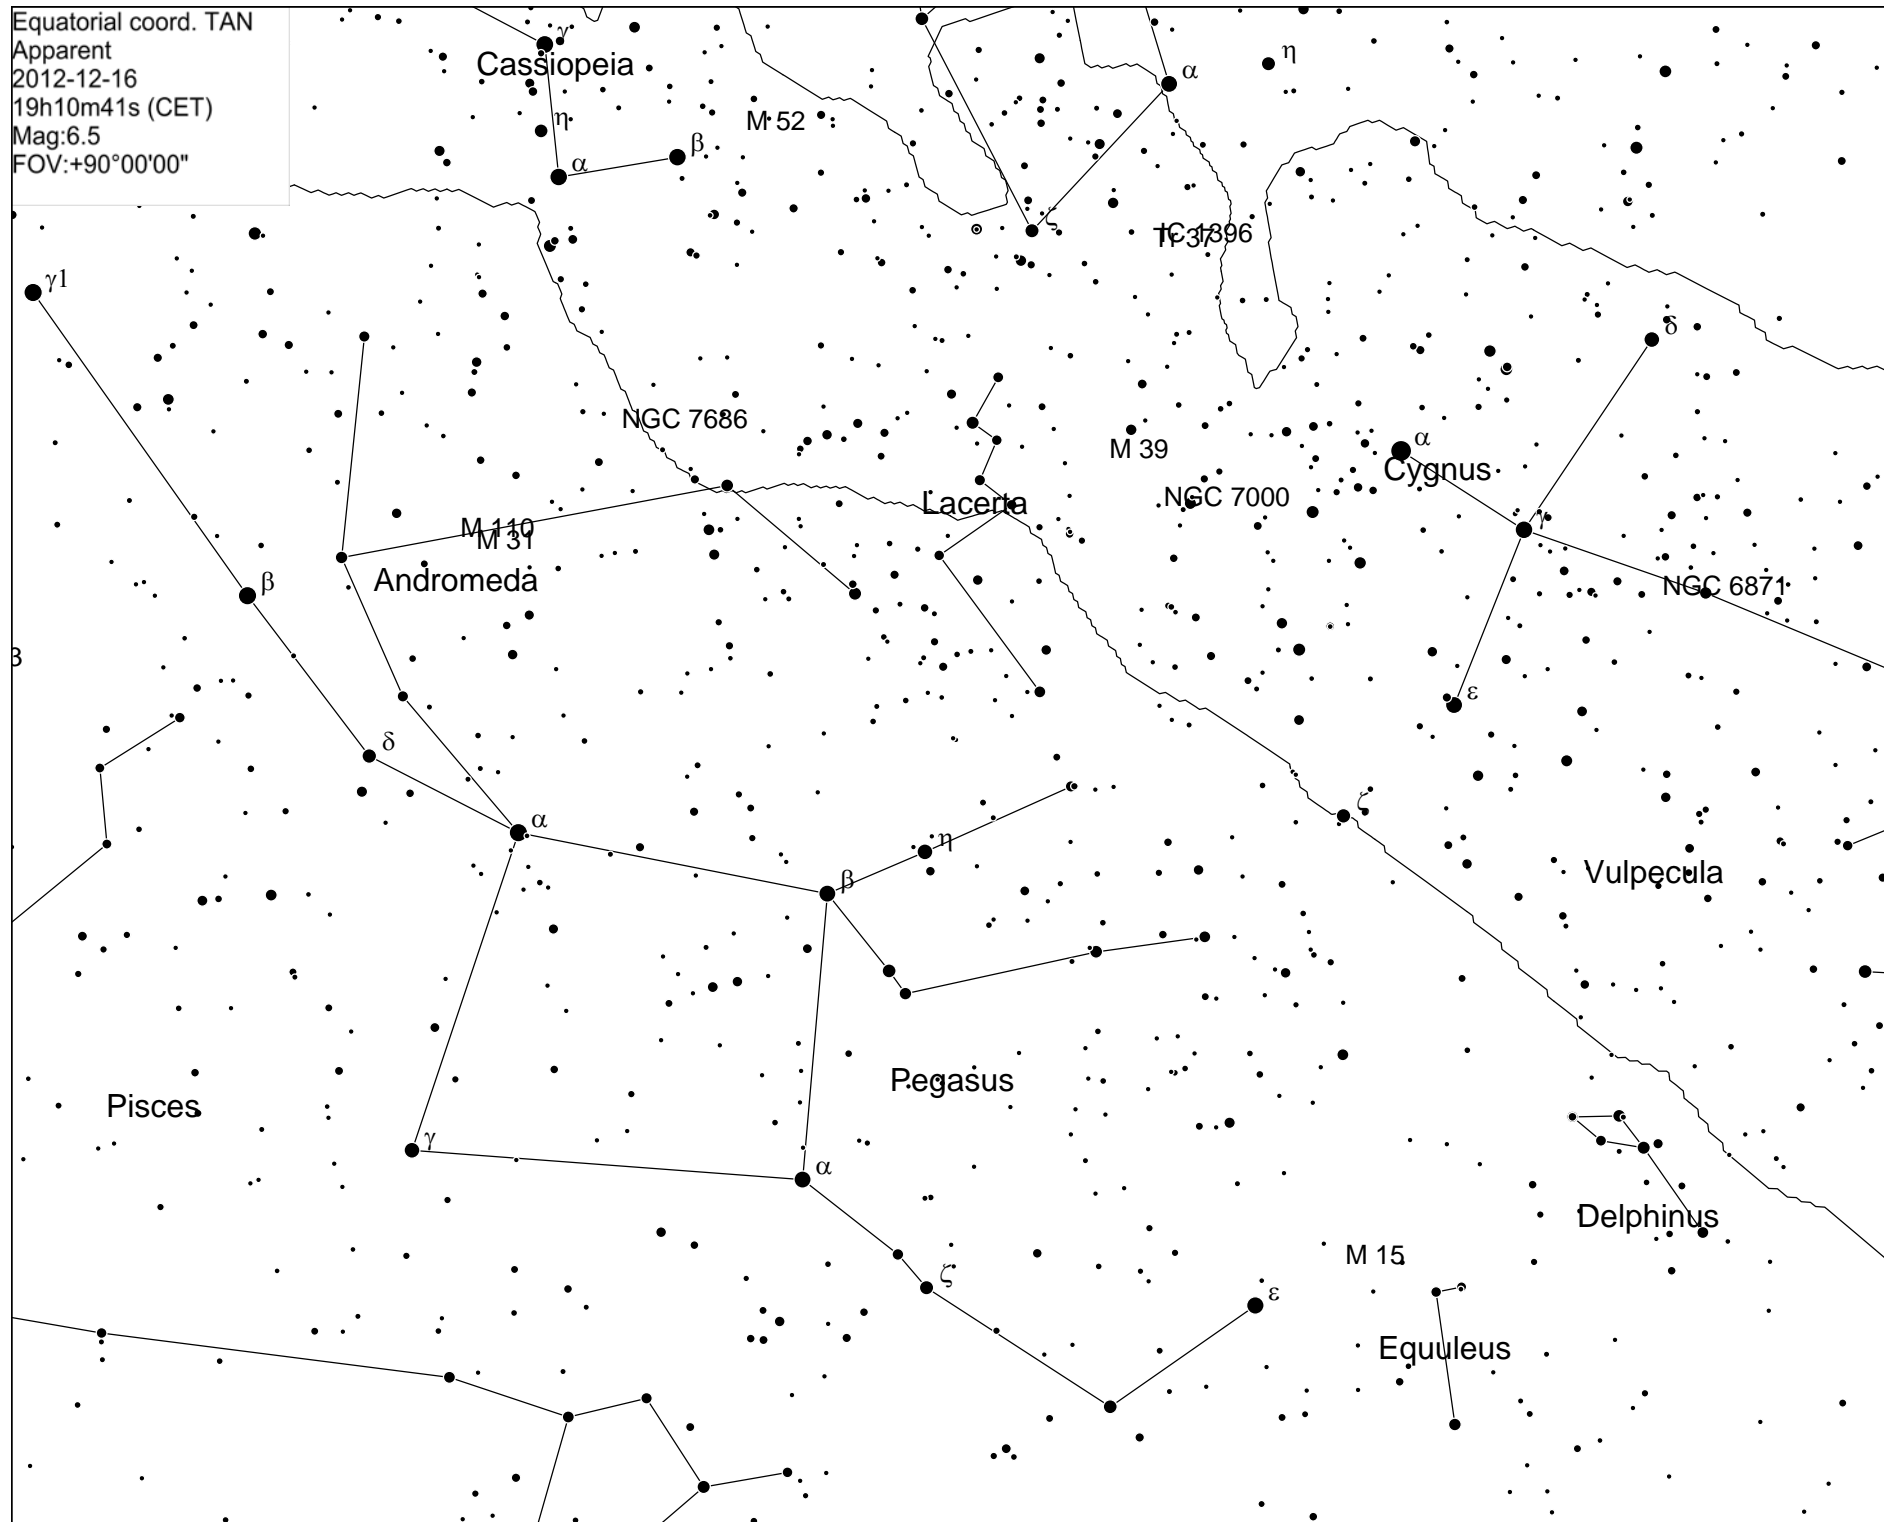 Equatorial coord. TAN
Apparent
2012-12-16
19h10m41s (CET)
Mag:6.5
FOV:+90°00'00"
γ
Cassiopeia
η
α
β
M 52
α
η
ζ
IC 1396
Tr 37
γ1
δ
NGC 7686
M 39
α
Cygnus
Lacerta
NGC 7000
γ
M 110
M 31
Andromeda
β
NGC 6871
β
ε
δ
ζ
α
η
β
Vulpecula
Pegasus
Pisces
γ
α
Delphinus
M 15
ζ
ε
Equuleus